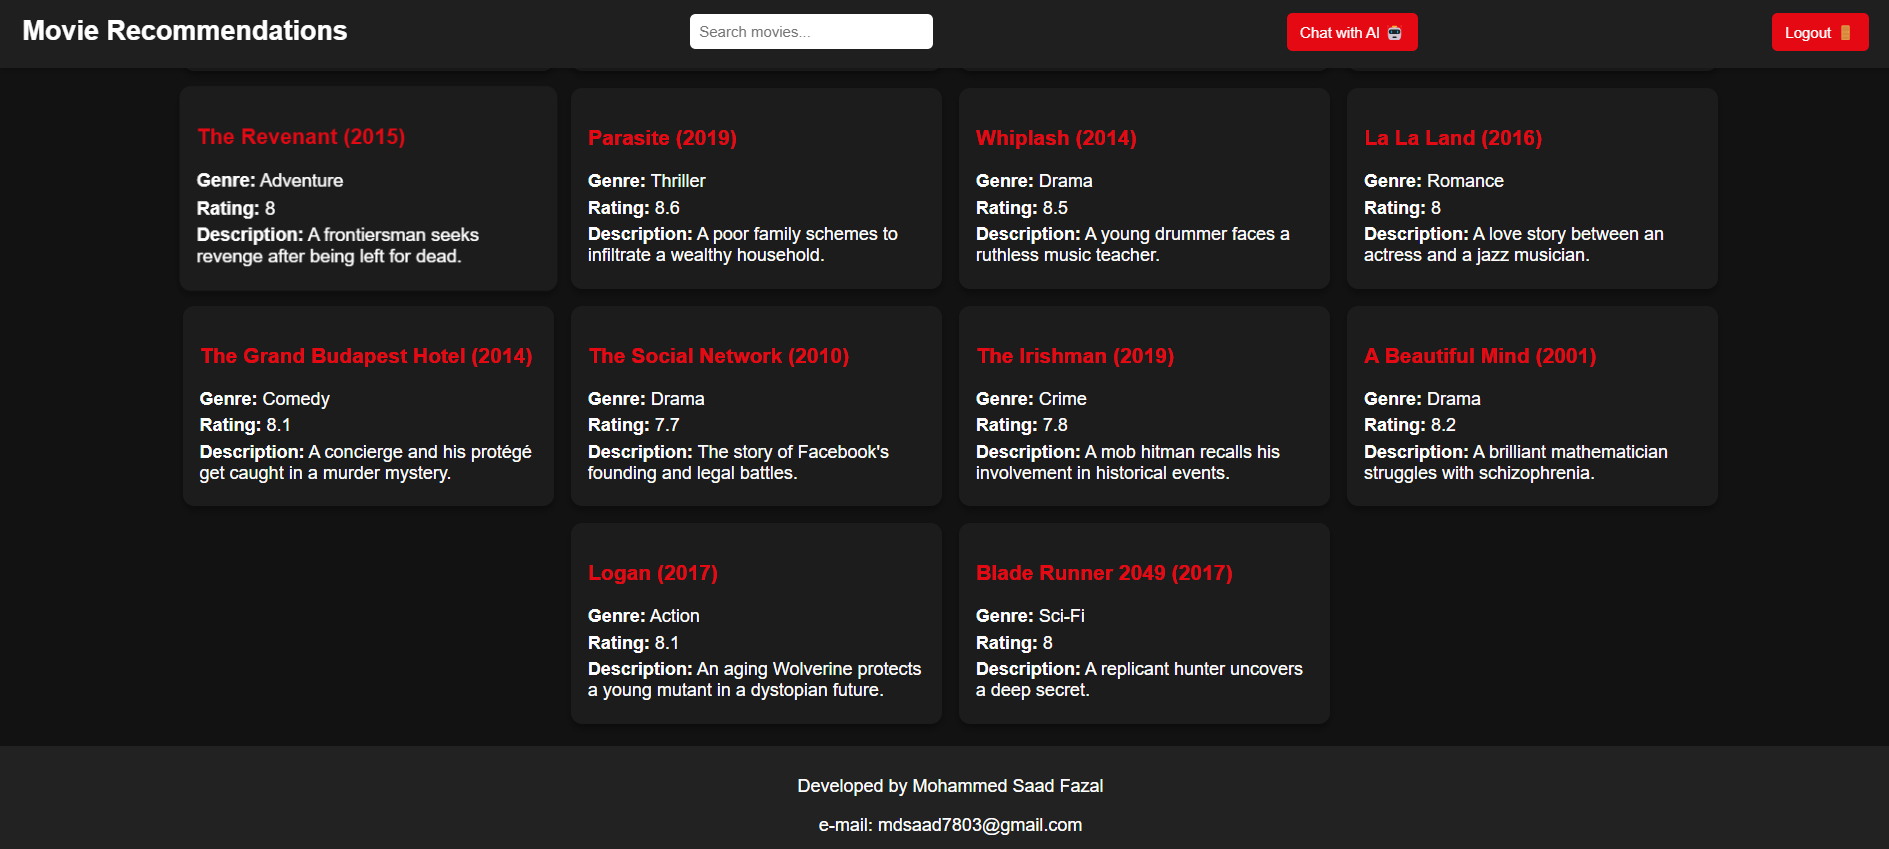 Movie Recommendations
Search movies...
Chat with AI
Logout
The Revenant (2015)
Genre: Adventure
Rating: 8
Description: A frontiersman seeks
revenge after being left for dead.
Parasite (2019)
Genre: Thriller
Rating: 8.6
Description: A poor family schemes to
infiltrate a wealthy household.
Whiplash (2014)
Genre: Drama
Rating: 8.5
Description: A young drummer faces a
ruthless music teacher.
La La Land (2016)
Genre: Romance
Rating: 8
Description: A love story between an
actress and a jazz musician.
The Grand Budapest Hotel (2014)
Genre: Comedy
Rating: 8.1
Description: A concierge and his protégé
get caught in a murder mystery.
The Social Network (2010)
Genre: Drama
Rating: 7.7
Description: The story of Facebook's
founding and legal battles.
The Irishman (2019)
Genre: Crime
Rating: 7.8
Description: A mob hitman recalls his
involvement in historical events.
A Beautiful Mind (2001)
Genre: Drama
Rating: 8.2
Description: A brilliant mathematician
struggles with schizophrenia.
Logan (2017)
Genre: Action
Rating: 8.1
Description: An aging Wolverine protects
a young mutant in a dystopian future.
Blade Runner 2049 (2017)
Genre: Sci-Fi
Rating: 8
Description: A replicant hunter uncovers
a deep secret.
Developed by Mohammed Saad Fazal
e-mail: mdsaad7803@gmail.com